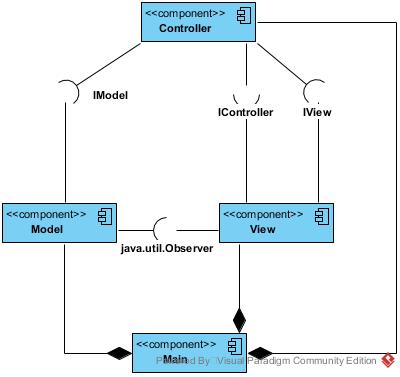 <<component>>
Controller
IModel
IController
IView
<<component>>
Model
<<component>>
View
java.util.Observer
<<component>>
Main
Powered By Visual Paradigm Community Edition